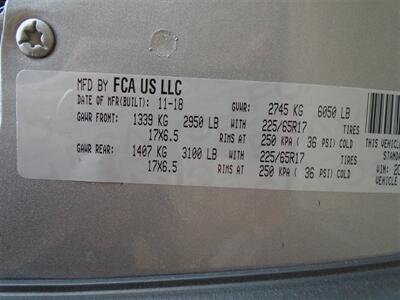 MFD BY FCA US LLC
DATE OF MFR(BUILT): 11-18 GVWR: 2745 KG 6050 LB
GAWR FRONT: 1339 KG 2950 LB WITH 225/65R17 TIRES
17X6.5 RIMS AT 250 KPA ( 36 PSI) COLD THIS VEHICLE
GAWR REAR: 1407 KG 3100 LB WITH 225/65R17 TIRES
17X6.5 RIMS AT 250 KPA ( 36 PSI) COLD
STANDA
VIN: 2C
VEHICLE